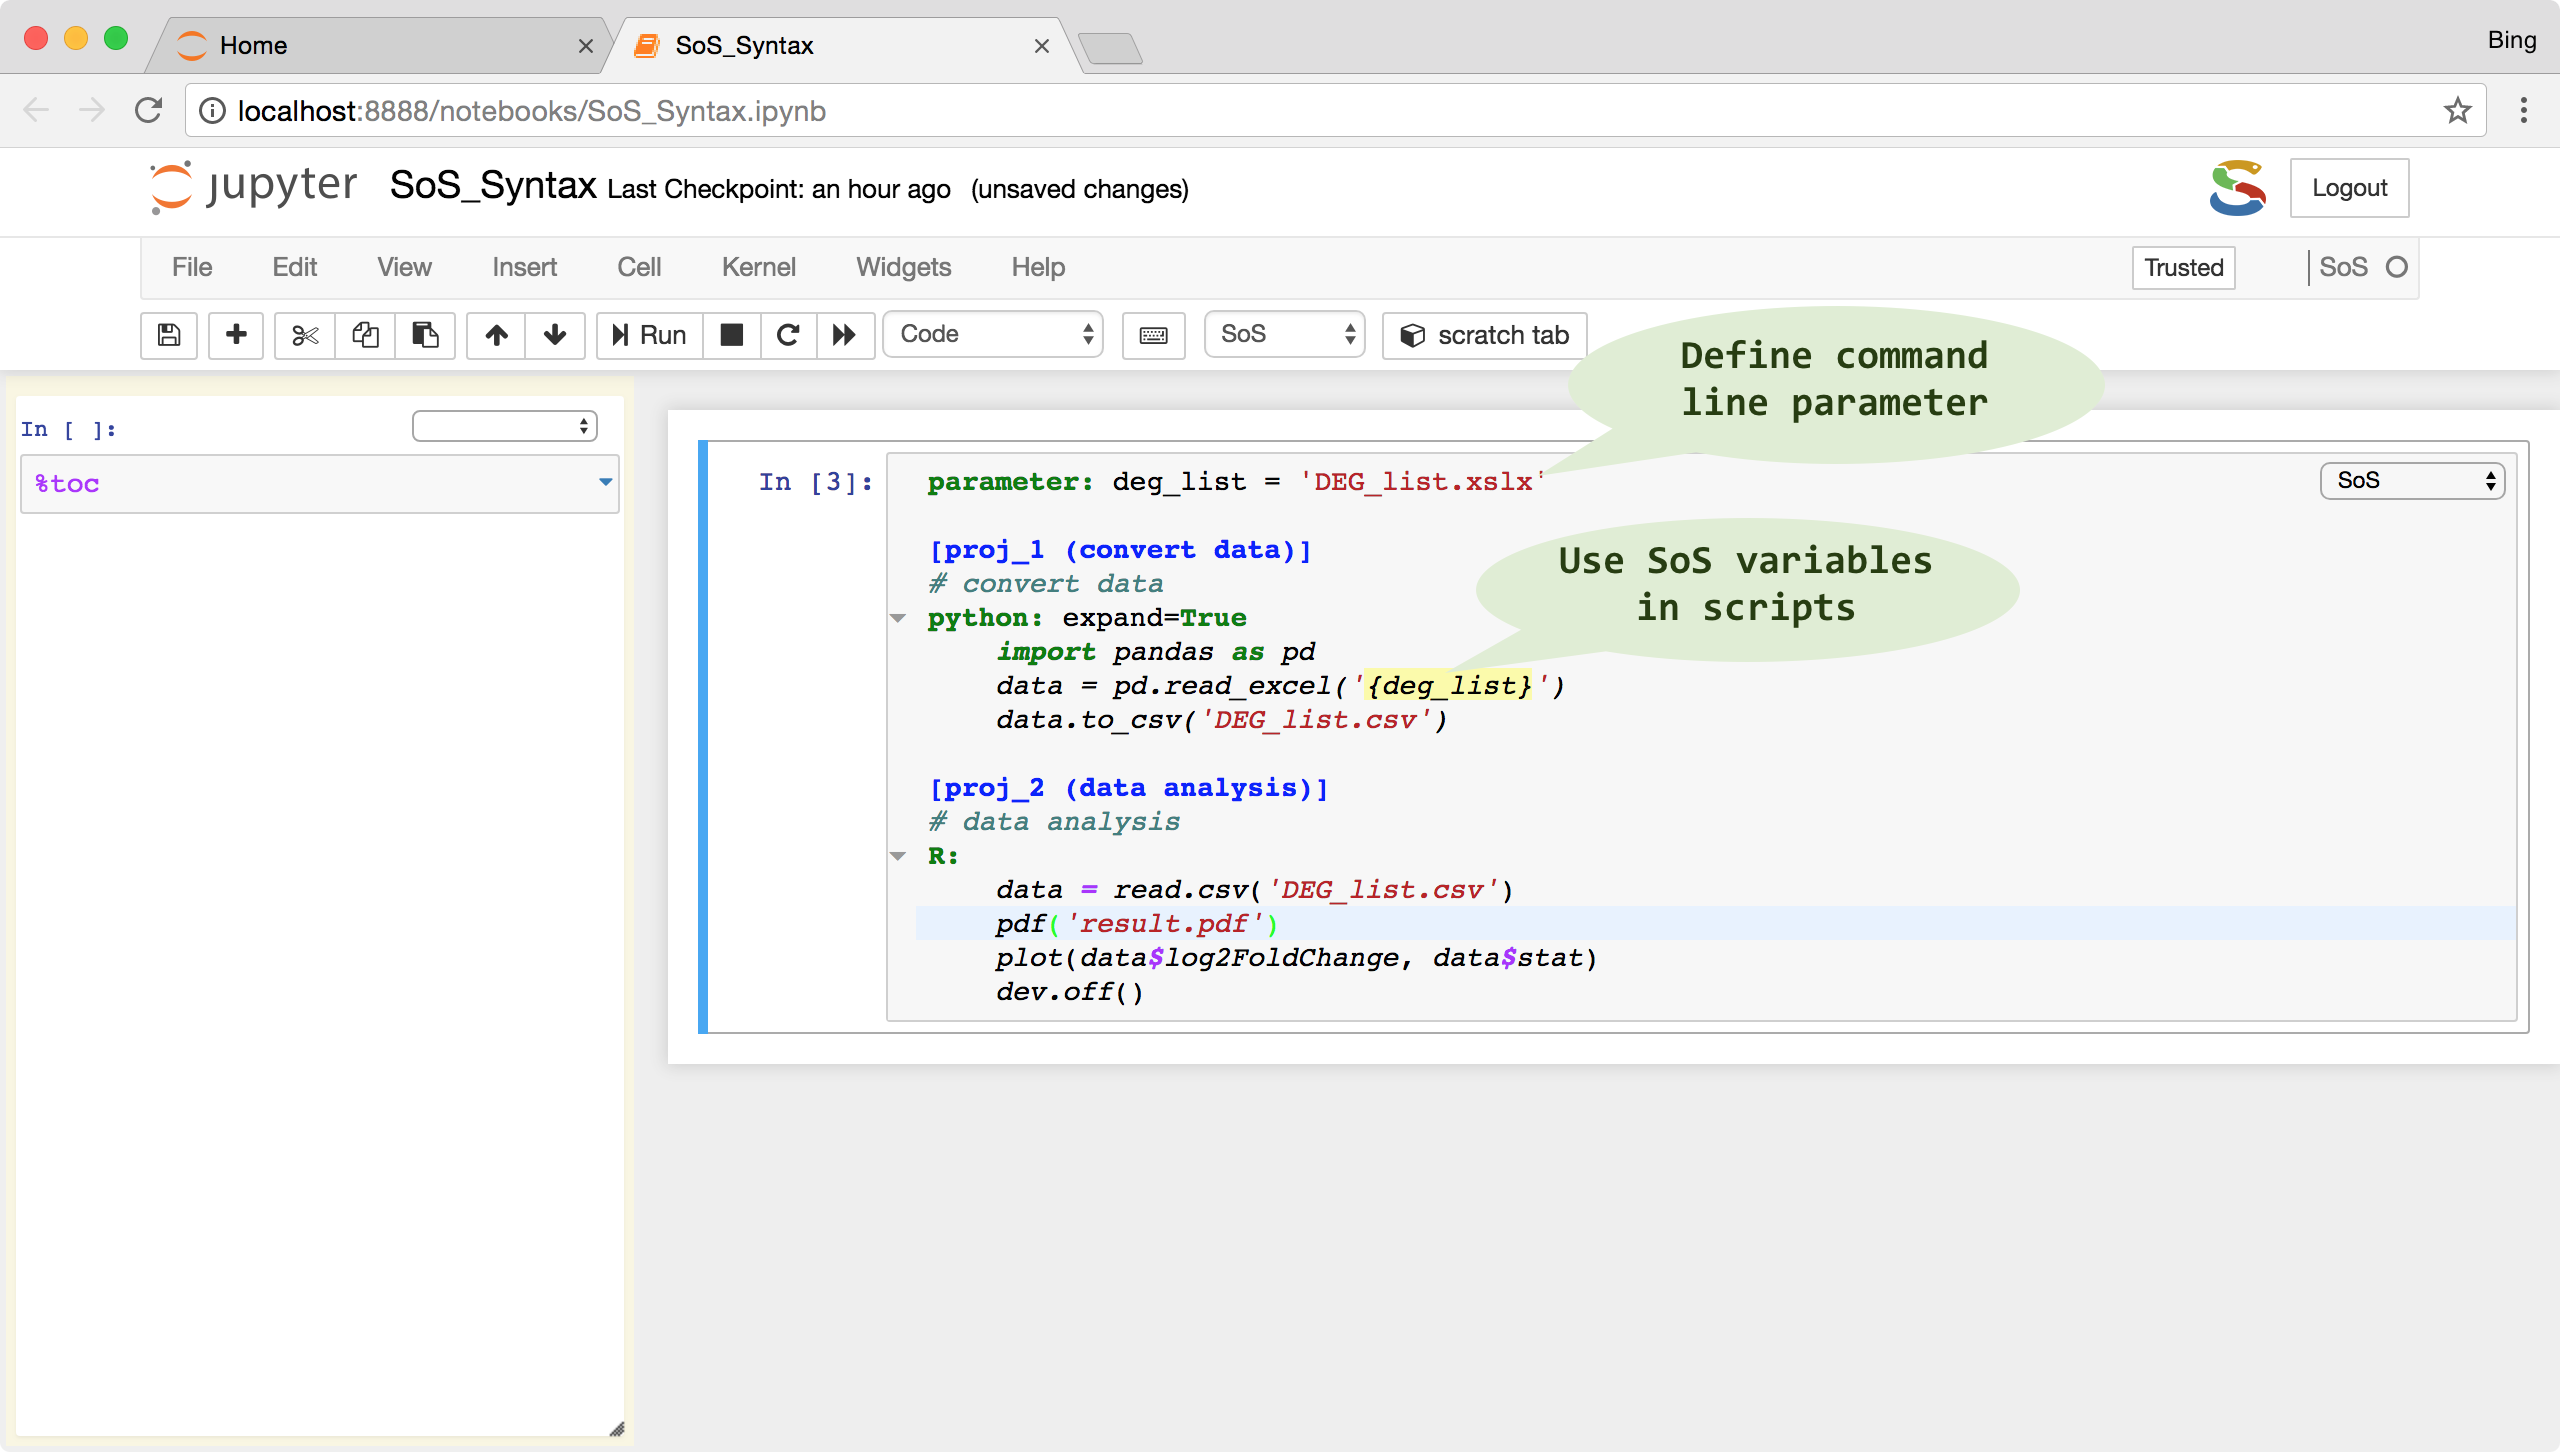 Home
SoS_Syntax
Bing
localhost:8888/notebooks/SoS_Syntax.ipynb
jupyter SoS_Syntax Last Checkpoint: an hour ago (unsaved changes)
Logout
File Edit View Insert Cell Kernel Widgets Help
Trusted SoS
Run Code SoS scratch tab
Define command
line parameter
In [ ]:
%toc
In [3]:
parameter: deg_list = 'DEG_list.xslx'
SoS
[proj_1 (convert data)]
Use SoS variables
in scripts
# convert data
python: expand=True
import pandas as pd
data = pd.read_excel('{deg_list}')
data.to_csv('DEG_list.csv')
[proj_2 (data analysis)]
# data analysis
R:
data = read.csv('DEG_list.csv')
pdf('result.pdf')
plot(data$log2FoldChange, data$stat)
dev.off()